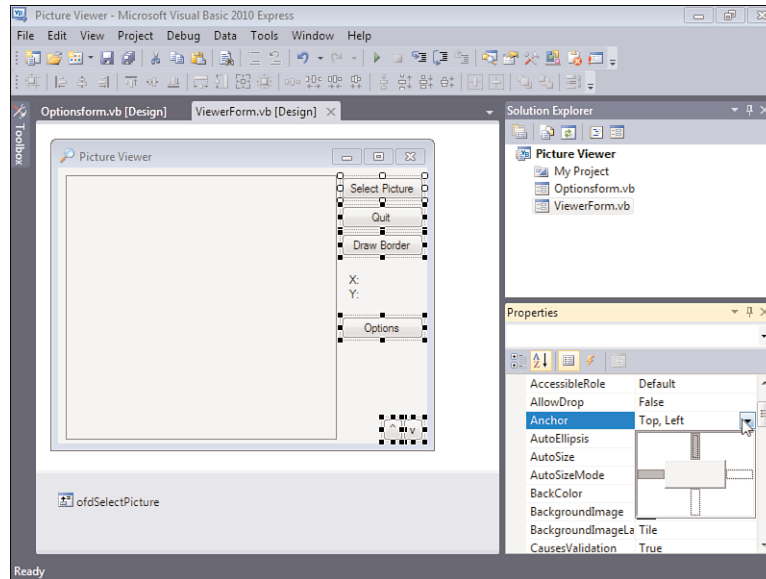 Picture Viewer - Microsoft Visual Basic 2010 Express
File Edit View Project Debug Data Tools Window Help
Toolbox
Optionsform.vb [Design]
ViewerForm.vb [Design]
Picture Viewer
Select Picture
Quit
Draw Border
X:
Y:
Options
^
v
ofdSelectPicture
Solution Explorer
Picture Viewer
My Project
Optionsform.vb
ViewerForm.vb
Properties
AccessibleRole Default
AllowDrop False
Anchor Top, Left
AutoEllipsis
AutoSize
AutoSizeMode
BackColor
BackgroundImage
BackgroundImageLa Tile
CausesValidation True
Ready